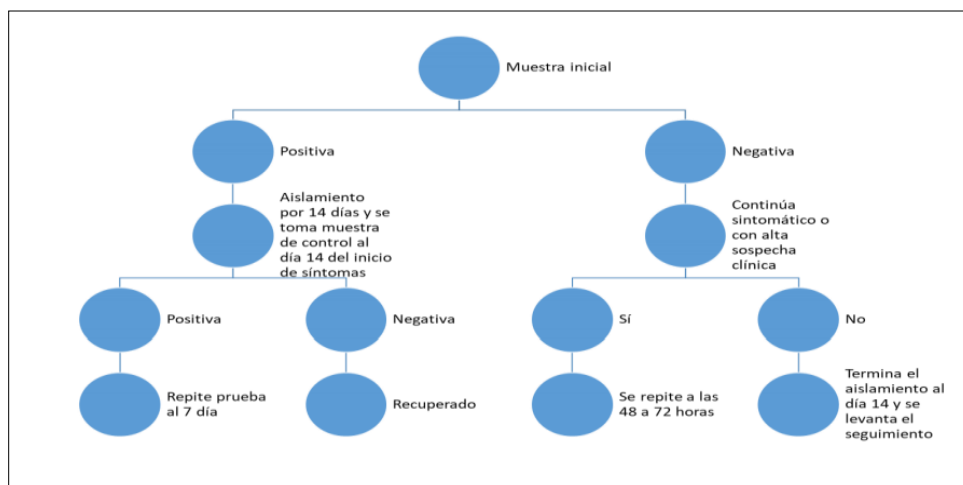 Muestra inicial
Positiva
Negativa
Aislamiento
por 14 días y se
toma muestra
de control al
día 14 del inicio
de síntomas
Continúa
sintomático o
con alta
sospecha
clínica
Positiva
Negativa
Sí
No
Repite prueba
al 7 día
Recuperado
Se repite a las
48 a 72 horas
Termina el
aislamiento al
día 14 y se
levanta el
seguimiento